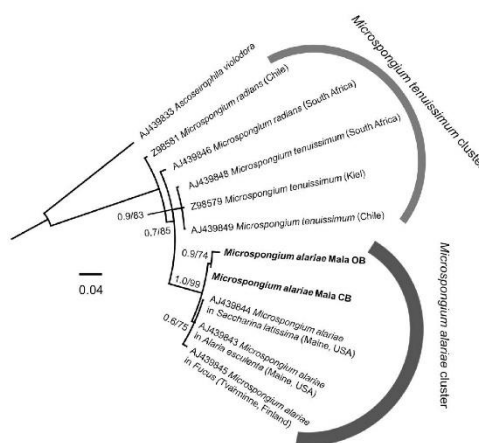 AJ439833 Ascoseirophila violodora
Z98581 Microspongium radians (Chile)
AJ439846 Microspongium radians (South Africa)
AJ439848 Microspongium tenuissimum (South Africa)
Z98579 Microspongium tenuissimum (Kiel)
AJ439849 Microspongium tenuissimum (Chile)
Microspongium alariae Maia OB
Microspongium alariae Maia CB
AJ439844 Microspongium alariae
in Saccharina latissima (Maine, USA)
AJ439843 Microspongium alariae
in Alaria esculenta (Maine, USA)
AJ439845 Microspongium alariae
in Fucus (Tvärminne, Finland)
Microspongium tenuissimum cluster
Microspongium alariae cluster
0.9/83
0.7/85
0.9/74
1.0/99
0.6/75
0.04